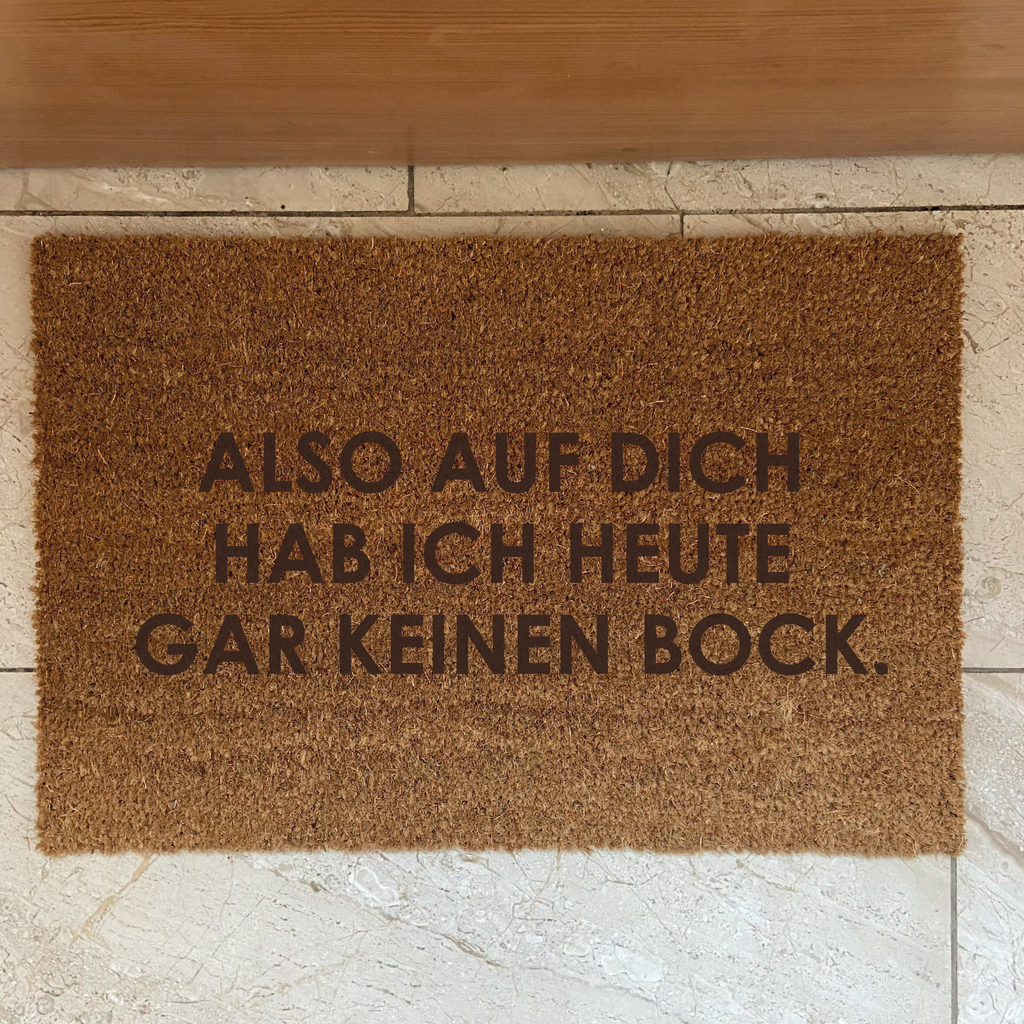 ALSO AUF DICH
HAB ICH HEUTE
GAR KEINEN BOCK.